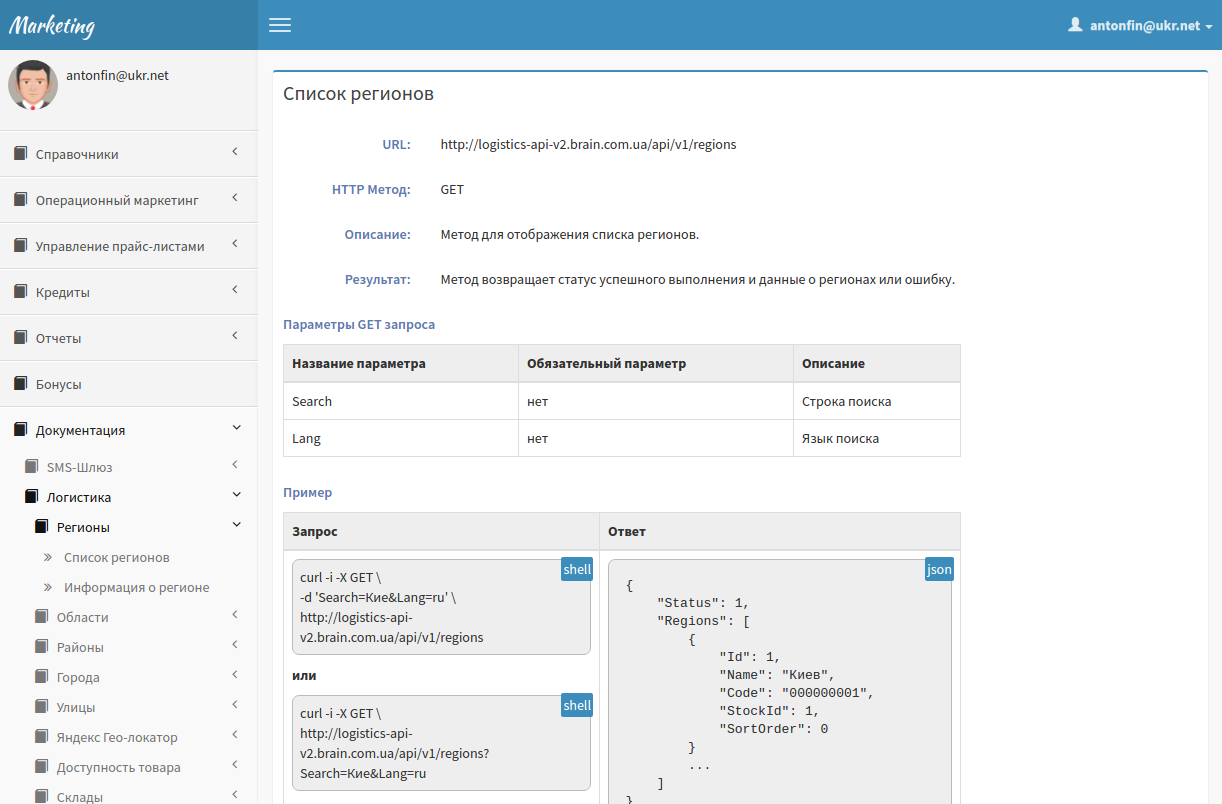 Marketing
antonfin@ukr.net
antonfin@ukr.net
Справочники
Операционный маркетинг
Управление прайс-листами
Кредиты
Отчеты
Бонусы
Документация
SMS-Шлюз
Логистика
Регионы
Список регионов
Информация о регионе
Области
Районы
Города
Улицы
Яндекс Гео-локатор
Доступность товара
Склады
Список регионов
URL: http://logistics-api-v2.brain.com.ua/api/v1/regions
HTTP Метод: GET
Описание: Метод для отображения списка регионов.
Результат: Метод возвращает статус успешного выполнения и данные о регионах или ошибку.
Параметры GET запроса
Название параметра Обязательный параметр Описание
Search нет Строка поиска
Lang нет Язык поиска
Пример
Запрос Ответ
shell
curl -i -X GET \
-d 'Search=Кие&Lang=ru' \
http://logistics-api-
v2.brain.com.ua/api/v1/regions
или
shell
curl -i -X GET \
http://logistics-api-
v2.brain.com.ua/api/v1/regions?
Search=Кие&Lang=ru
json
{
"Status": 1,
"Regions": [
{
"Id": 1,
"Name": "Киев",
"Code": "000000001",
"StockId": 1,
"SortOrder": 0
}
...
]
}